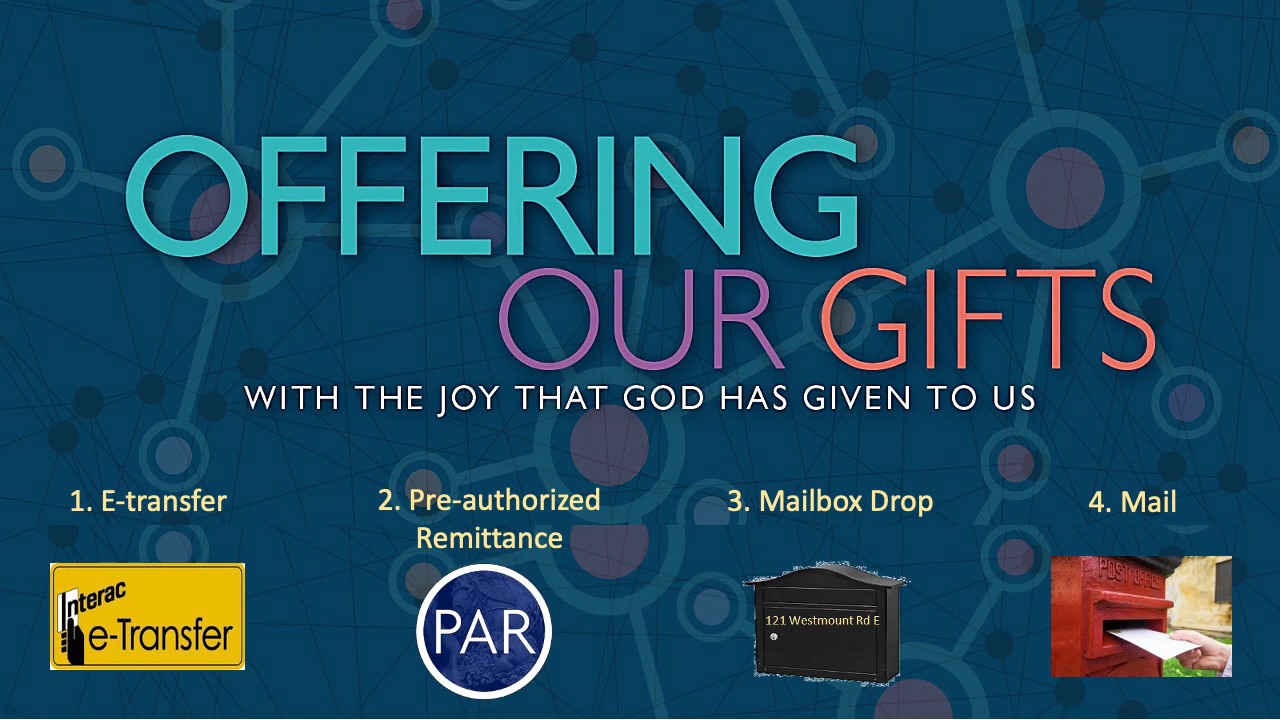 OFFERING
OUR GIFTS
WITH THE JOY THAT GOD HAS GIVEN TO US
1. E-transfer
2. Pre-authorized
Remittance
3. Mailbox Drop
4. Mail
Interac
e-Transfer
PAR
121 Westmount Rd E
POST OFFICE